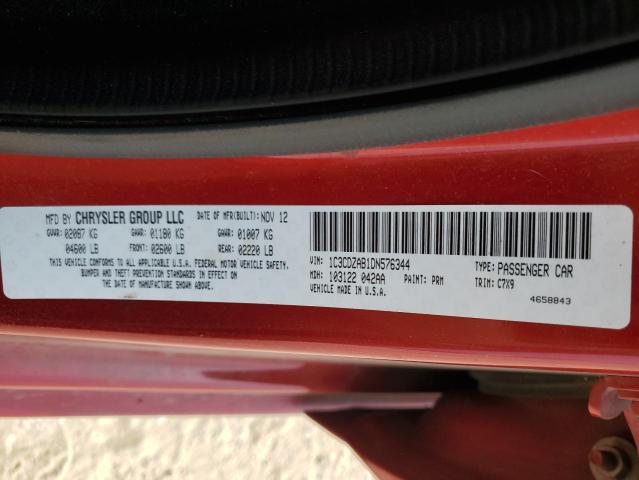 MFD BY CHRYSLER GROUP LLC DATE OF MFR(BUILT): NOV 12
GVWR: 02087 KG GAWR: 01180 KG GAWR: 01007 KG
04600 LB FRONT: 02600 LB REAR: 02220 LB
THIS VEHICLE CONFORMS TO ALL APPLICABLE U.S.A. FEDERAL MOTOR VEHICLE SAFETY,
BUMPER AND THEFT PREVENTION STANDARDS IN EFFECT ON
THE DATE OF MANUFACTURE SHOWN ABOVE.
VIN: 1C3CDZAB1DN576344 TYPE: PASSENGER CAR
MDH: 103122 042AA PAINT: PRM TRIM: C7X9
VEHICLE MADE IN U.S.A. 4658843